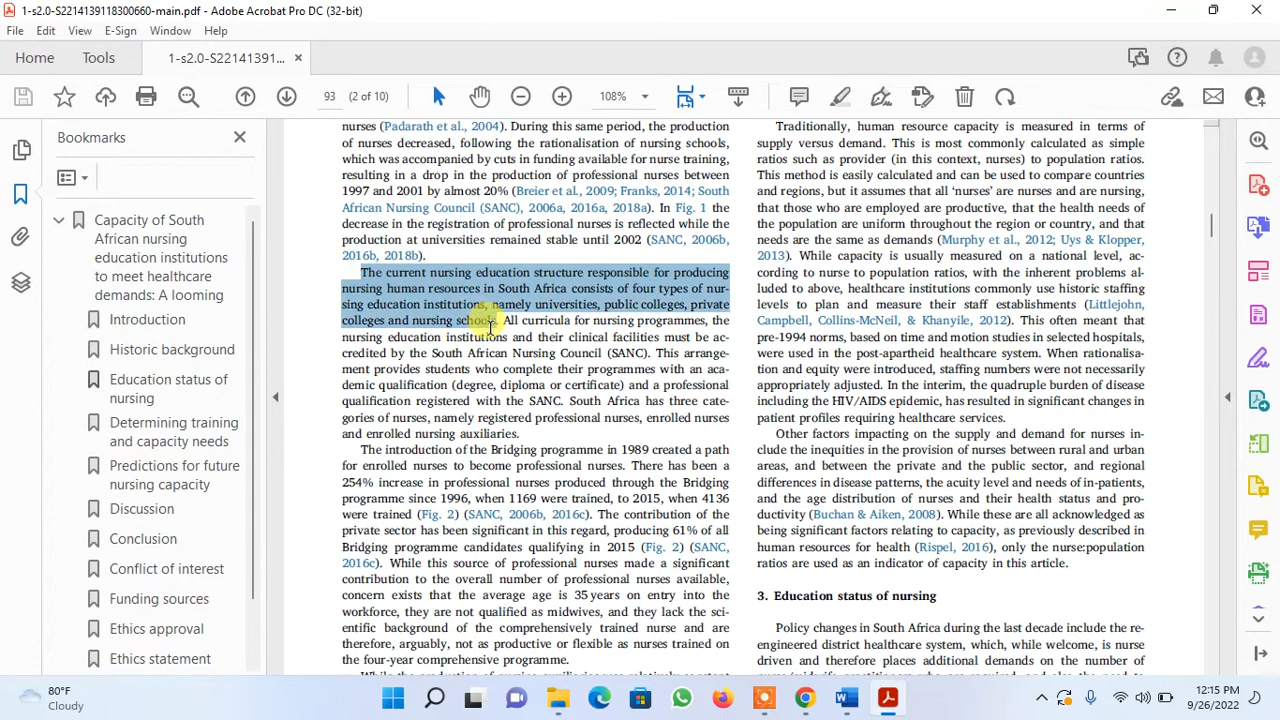 1-s2.0-S2214139118300660-main.pdf - Adobe Acrobat Pro DC (32-bit)
File Edit View E-Sign Window Help
Home Tools 1-s2.0-S22141391... ×
93 (2 of 10) 108%
Bookmarks
Capacity of South
African nursing
education institutions
to meet healthcare
demands: A looming
Introduction
Historic background
Education status of
nursing
Determining training
and capacity needs
Predictions for future
nursing capacity
Discussion
Conclusion
Conflict of interest
Funding sources
Ethics approval
Ethics statement
nurses (Padarath et al., 2004). During this same period, the production
of nurses decreased, following the rationalisation of nursing schools,
which was accompanied by cuts in funding available for nurse training,
resulting in a drop in the production of professional nurses between
1997 and 2001 by almost 20% (Breier et al., 2009; Franks, 2014; South
African Nursing Council (SANC), 2006a, 2016a, 2018a). In Fig. 1 the
decrease in the registration of professional nurses is reflected while the
production at universities remained stable until 2002 (SANC, 2006b,
2016b, 2018b).
The current nursing education structure responsible for producing
nursing human resources in South Africa consists of four types of nur-
sing education institutions, namely universities, public colleges, private
colleges and nursing schools. All curricula for nursing programmes, the
nursing education institutions and their clinical facilities must be ac-
credited by the South African Nursing Council (SANC). This arrange-
ment provides students who complete their programmes with an aca-
demic qualification (degree, diploma or certificate) and a professional
qualification registered with the SANC. South Africa has three cate-
gories of nurses, namely registered professional nurses, enrolled nurses
and enrolled nursing auxiliaries.
The introduction of the Bridging programme in 1989 created a path
for enrolled nurses to become professional nurses. There has been a
254% increase in professional nurses produced through the Bridging
programme since 1996, when 1169 were trained, to 2015, when 4136
were trained (Fig. 2) (SANC, 2006b, 2016c). The contribution of the
private sector has been significant in this regard, producing 61% of all
Bridging programme candidates qualifying in 2015 (Fig. 2) (SANC,
2016c). While this source of professional nurses made a significant
contribution to the overall number of professional nurses available,
concern exists that the average age is 35 years on entry into the
workforce, they are not qualified as midwives, and they lack the sci-
entific background of the comprehensively trained nurse and are
therefore, arguably, not as productive or flexible as nurses trained on
the four-year comprehensive programme.
Traditionally, human resource capacity is measured in terms of
supply versus demand. This is most commonly calculated as simple
ratios such as provider (in this context, nurses) to population ratios.
This method is easily calculated and can be used to compare countries
and regions, but it assumes that all ‘nurses’ are nurses and are nursing,
that those who are employed are productive, that the health needs of
the population are uniform throughout the region or country, and that
needs are the same as demands (Murphy et al., 2012; Uys & Klopper,
2013). While capacity is usually measured on a national level, ac-
cording to nurse to population ratios, with the inherent problems al-
luded to above, healthcare institutions commonly use historic staffing
levels to plan and measure their staff establishments (Littlejohn,
Campbell, Collins-McNeil, & Khanyile, 2012). This often meant that
pre-1994 norms, based on time and motion studies in selected hospitals,
were used in the post-apartheid healthcare system. When rationalisa-
tion and equity were introduced, staffing numbers were not necessarily
appropriately adjusted. In the interim, the quadruple burden of disease
including the HIV/AIDS epidemic, has resulted in significant changes in
patient profiles requiring healthcare services.
Other factors impacting on the supply and demand for nurses in-
clude the inequities in the provision of nurses between rural and urban
areas, and between the private and the public sector, and regional
differences in disease patterns, the acuity level and needs of in-patients,
and the age distribution of nurses and their health status and pro-
ductivity (Buchan & Aiken, 2008). While these are all acknowledged as
being significant factors relating to capacity, as previously described in
human resources for health (Rispel, 2016), only the nurse:population
ratios are used as an indicator of capacity in this article.
3. Education status of nursing
Policy changes in South Africa during the last decade include the re-
engineered district healthcare system, which, while welcome, is nurse
driven and therefore places additional demands on the number of
80°F
Cloudy
12:15 PM
9/26/2022